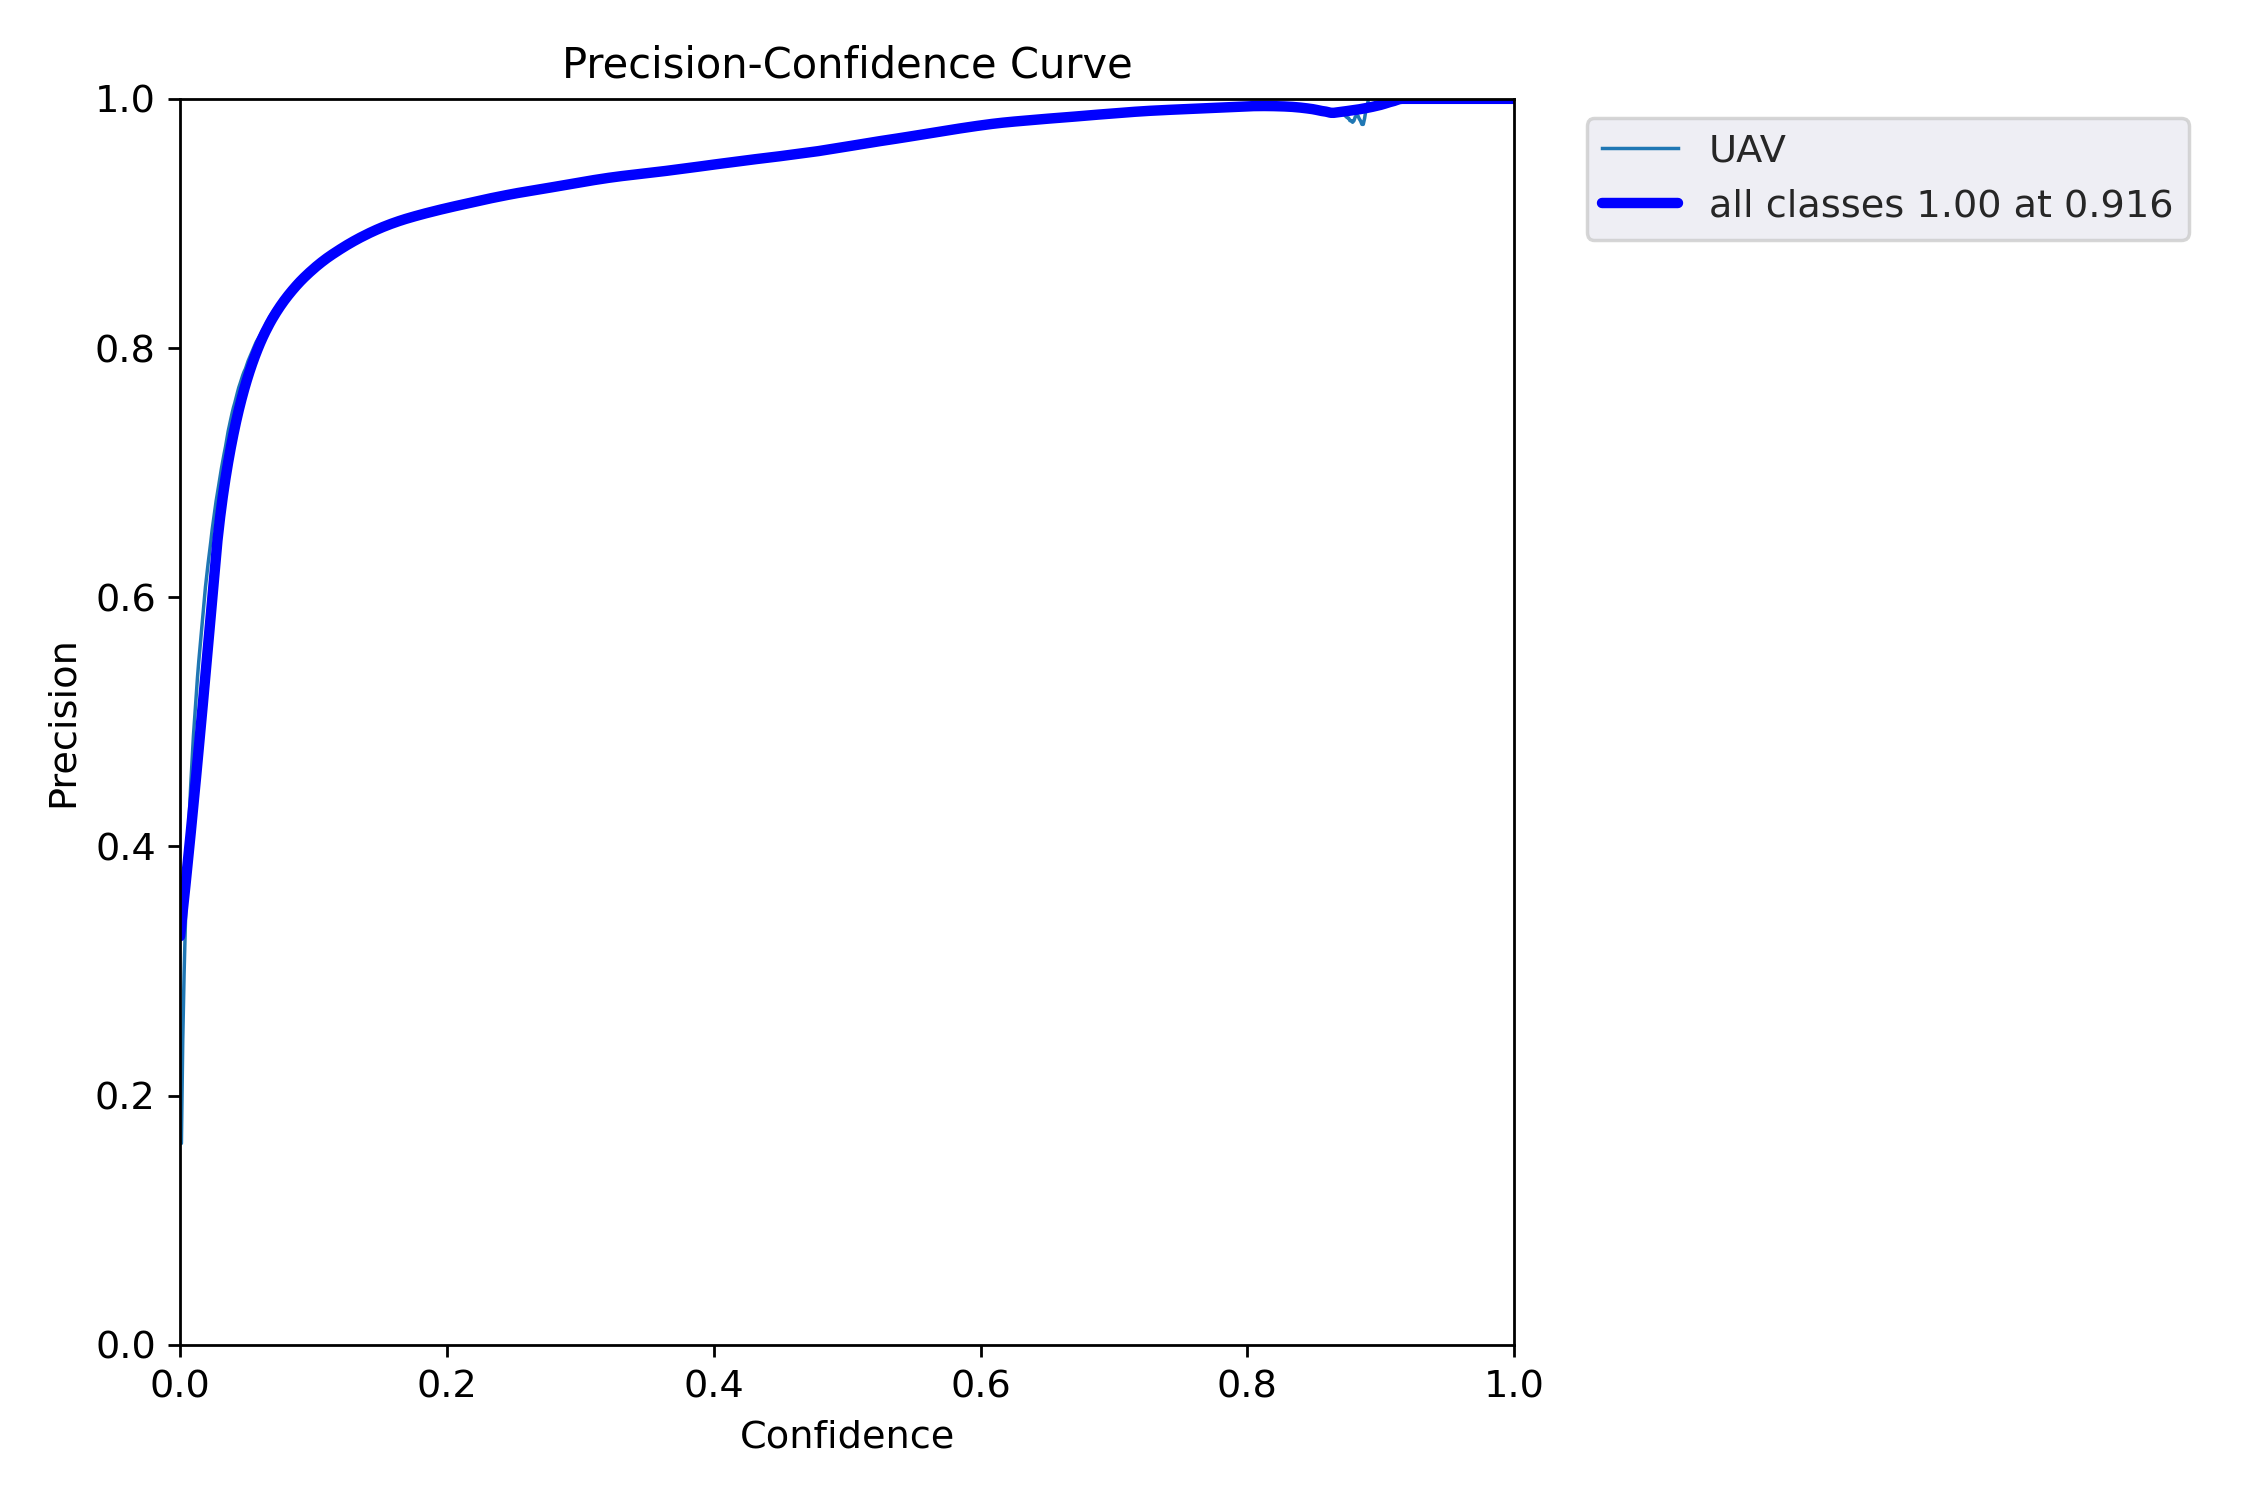 Precision-Confidence Curve
1.0
0.8
0.6
0.4
0.2
0.0
Precision
0.0 0.2 0.4 0.6 0.8 1.0
Confidence
UAV
all classes 1.00 at 0.916